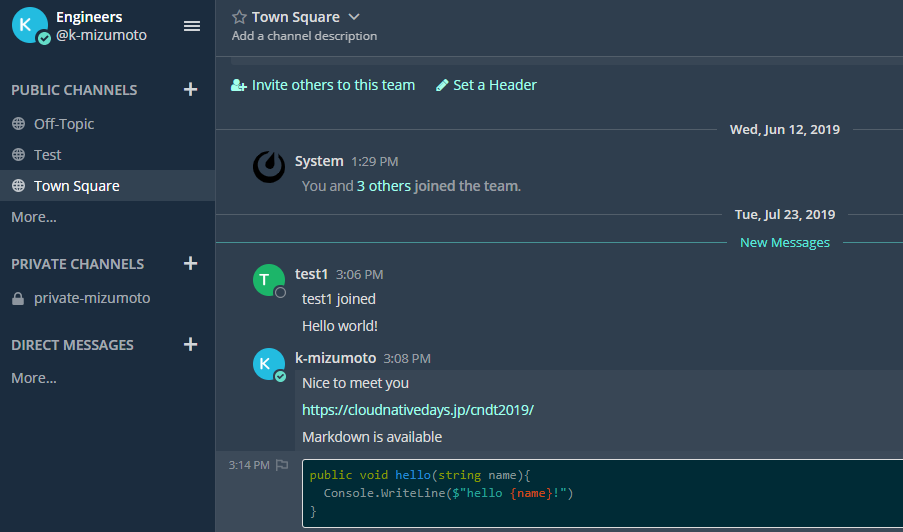 K
Engineers
@k-mizumoto
PUBLIC CHANNELS +
Off-Topic
Test
Town Square
More...
PRIVATE CHANNELS +
private-mizumoto
DIRECT MESSAGES +
More...
Town Square
Add a channel description
Invite others to this team Set a Header
Wed, Jun 12, 2019
System 1:29 PM
You and 3 others joined the team.
Tue, Jul 23, 2019
New Messages
T
test1 3:06 PM
test1 joined
Hello world!
K
k-mizumoto 3:08 PM
Nice to meet you
https://cloudnativedays.jp/cndt2019/
Markdown is available
3:14 PM
public void hello(string name){
  Console.WriteLine($"hello {name}!")
}